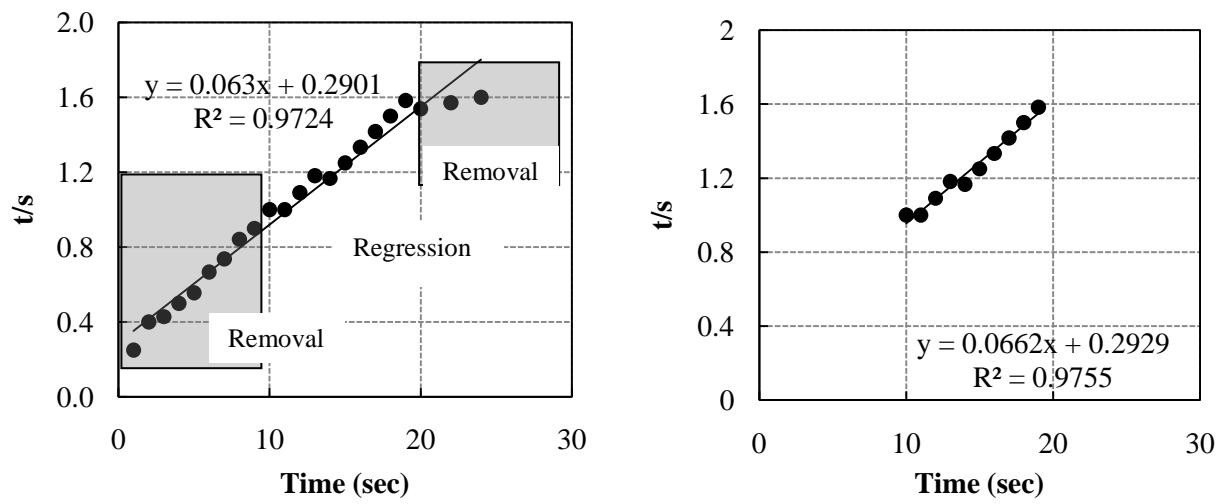 2.0
1.6
1.2
0.8
0.4
0.0
t/s
y = 0.063x + 0.2901
R² = 0.9724
Removal
Regression
Removal
0
10
20
30
Time (sec)
2
1.6
1.2
0.8
0.4
0
t/s
y = 0.0662x + 0.2929
R² = 0.9755
0
10
20
30
Time (sec)